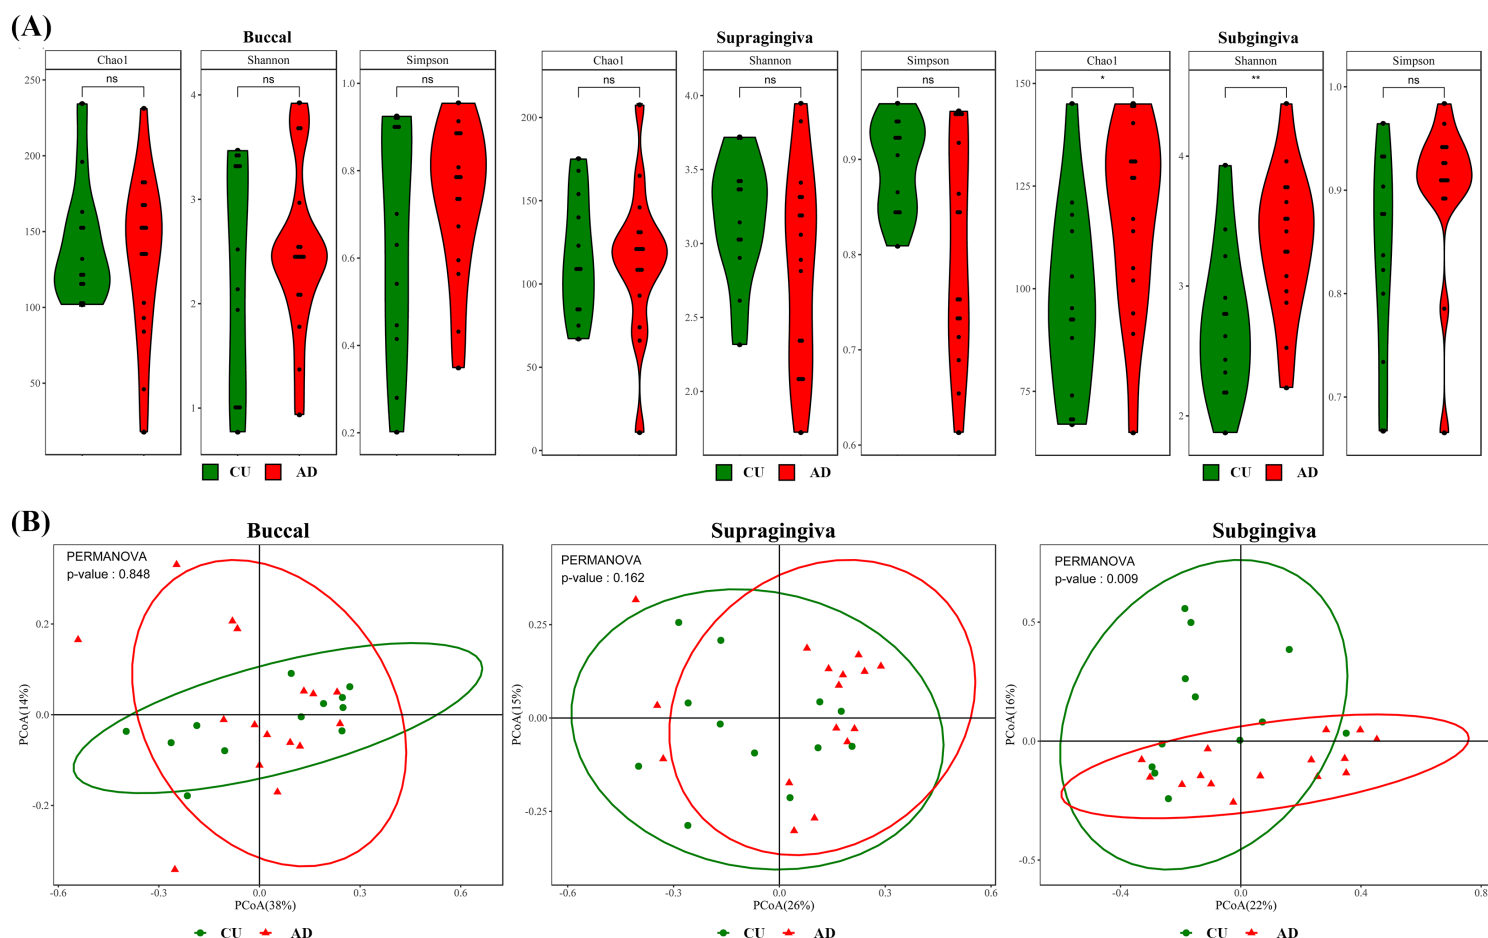 (A)
Buccal
Supragingiva
Subgingiva
Chao1
Shannon
Simpson
Chao1
Shannon
Simpson
Chao1
Shannon
Simpson
ns
ns
ns
ns
ns
ns
*
**
ns
250
200
150
100
50
4
3
2
1
1.0
0.8
0.6
0.4
0.2
200
150
100
50
0
4.0
3.5
3.0
2.5
2.0
0.9
0.8
0.7
0.6
150
125
100
75
4
3
2
1.0
0.9
0.8
0.7
CU AD
CU AD
CU AD
(B)
Buccal
PERMANOVA
p-value : 0.848
PCoA(14%)
0.2
0.0
-0.2
-0.6 -0.3 0.0 0.3 0.6
PCoA(38%)
CU AD
Supragingiva
PERMANOVA
p-value : 0.162
PCoA(15%)
0.25
0.00
-0.25
-0.6 -0.3 0.0 0.3 0.6
PCoA(26%)
CU AD
Subgingiva
PERMANOVA
p-value : 0.009
PCoA(16%)
0.5
0.0
-0.5
-0.4 0.0 0.4 0.8
PCoA(22%)
CU AD